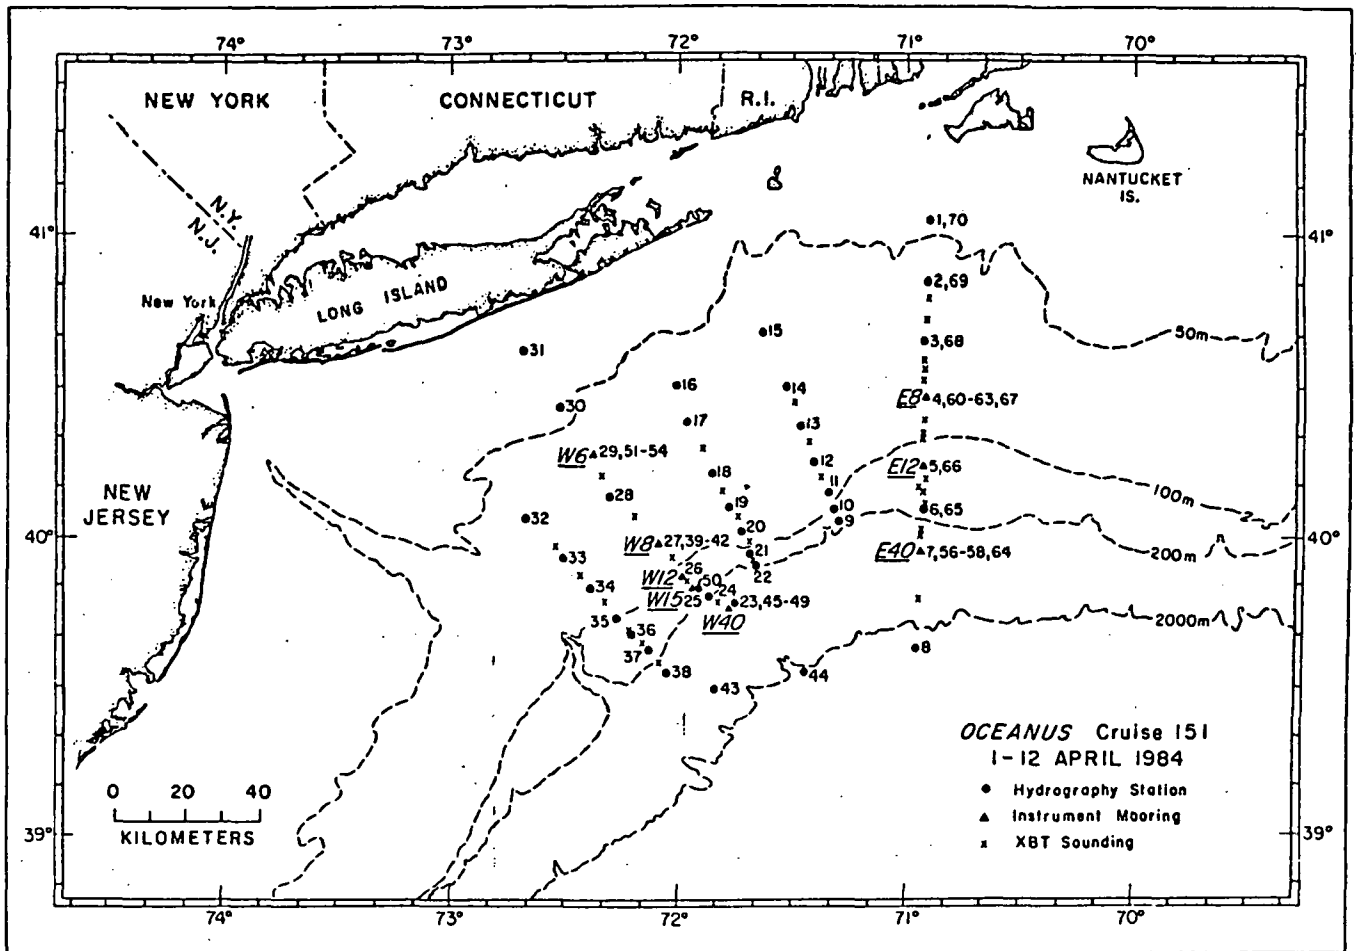 74° 73° 72° 71° 70°
NEW YORK
CONNECTICUT
R.I.
N.Y.
N.J.
NANTUCKET
IS.
41°
41°
1,70
2,69
New York
LONG ISLAND
15
3,68
50m
31
16
14
E8 4,60-63,67
30
17
13
W6 29,51-54
12
E12 5,66
18
11
100m
28
NEW
JERSEY
19
10
6,65
32
9
20
200m
40°
40°
W8 27,39-42
21
E40 7,56-58,64
33
22
W12 26
50
34
W15 25
24
23,45-49
W40
35
36
2000m
37
8
38
44
43
OCEANUS Cruise 151
1-12 APRIL 1984
0 20 40
KILOMETERS
● Hydrography Station
▲ Instrument Mooring
x XBT Sounding
39°
39°
74° 73° 72° 71° 70°